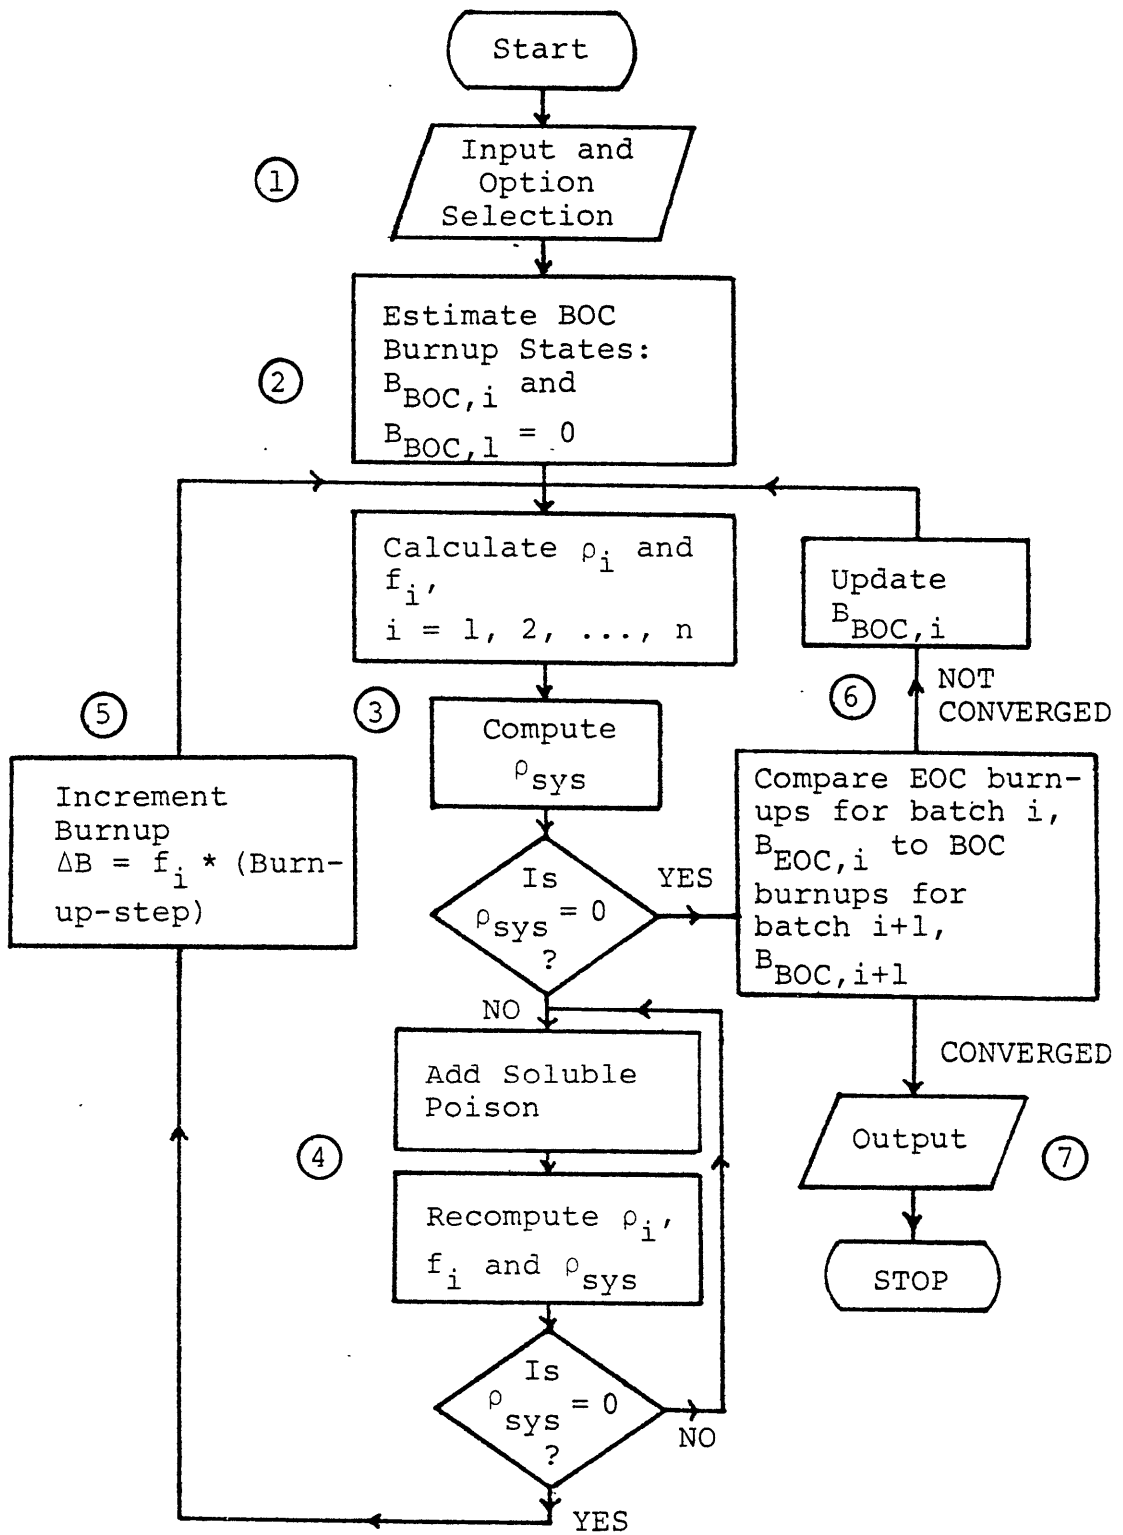 Start
1
Input and
Option
Selection
2
Estimate BOC
Burnup States:
B_BOC,i and
B_BOC,1 = 0
Calculate ρ_i and
f_i,
i = 1, 2, ..., n
Update
B_BOC,i
6
NOT
CONVERGED
5
3
Compute
ρ_sys
Increment
Burnup
ΔB = f_i * (Burn-
up-step)
Compare EOC burn-
ups for batch i,
B_EOC,i to BOC
burnups for
batch i+1,
B_BOC,i+1
Is
ρ_sys = 0
?
YES
NO
CONVERGED
Add Soluble
Poison
Output
7
4
Recompute ρ_i,
f_i and ρ_sys
STOP
Is
ρ_sys = 0
?
NO
YES